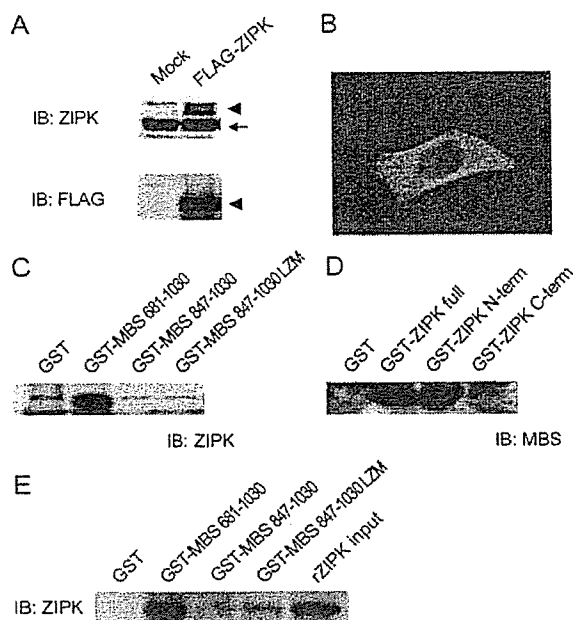 A
B
Mock
FLAG-ZIPK
IB: ZIPK
IB: FLAG
C
D
GST
GST-MBS 681-1030
GST-MBS 847-1030
GST-MBS 847-1030 LZM
GST
GST-ZIPK full
GST-ZIPK N-term
GST-ZIPK C-term
IB: ZIPK
IB: MBS
E
GST
GST-MBS 681-1030
GST-MBS 847-1030
GST-MBS 847-1030 LZM
rZIPK input
IB: ZIPK